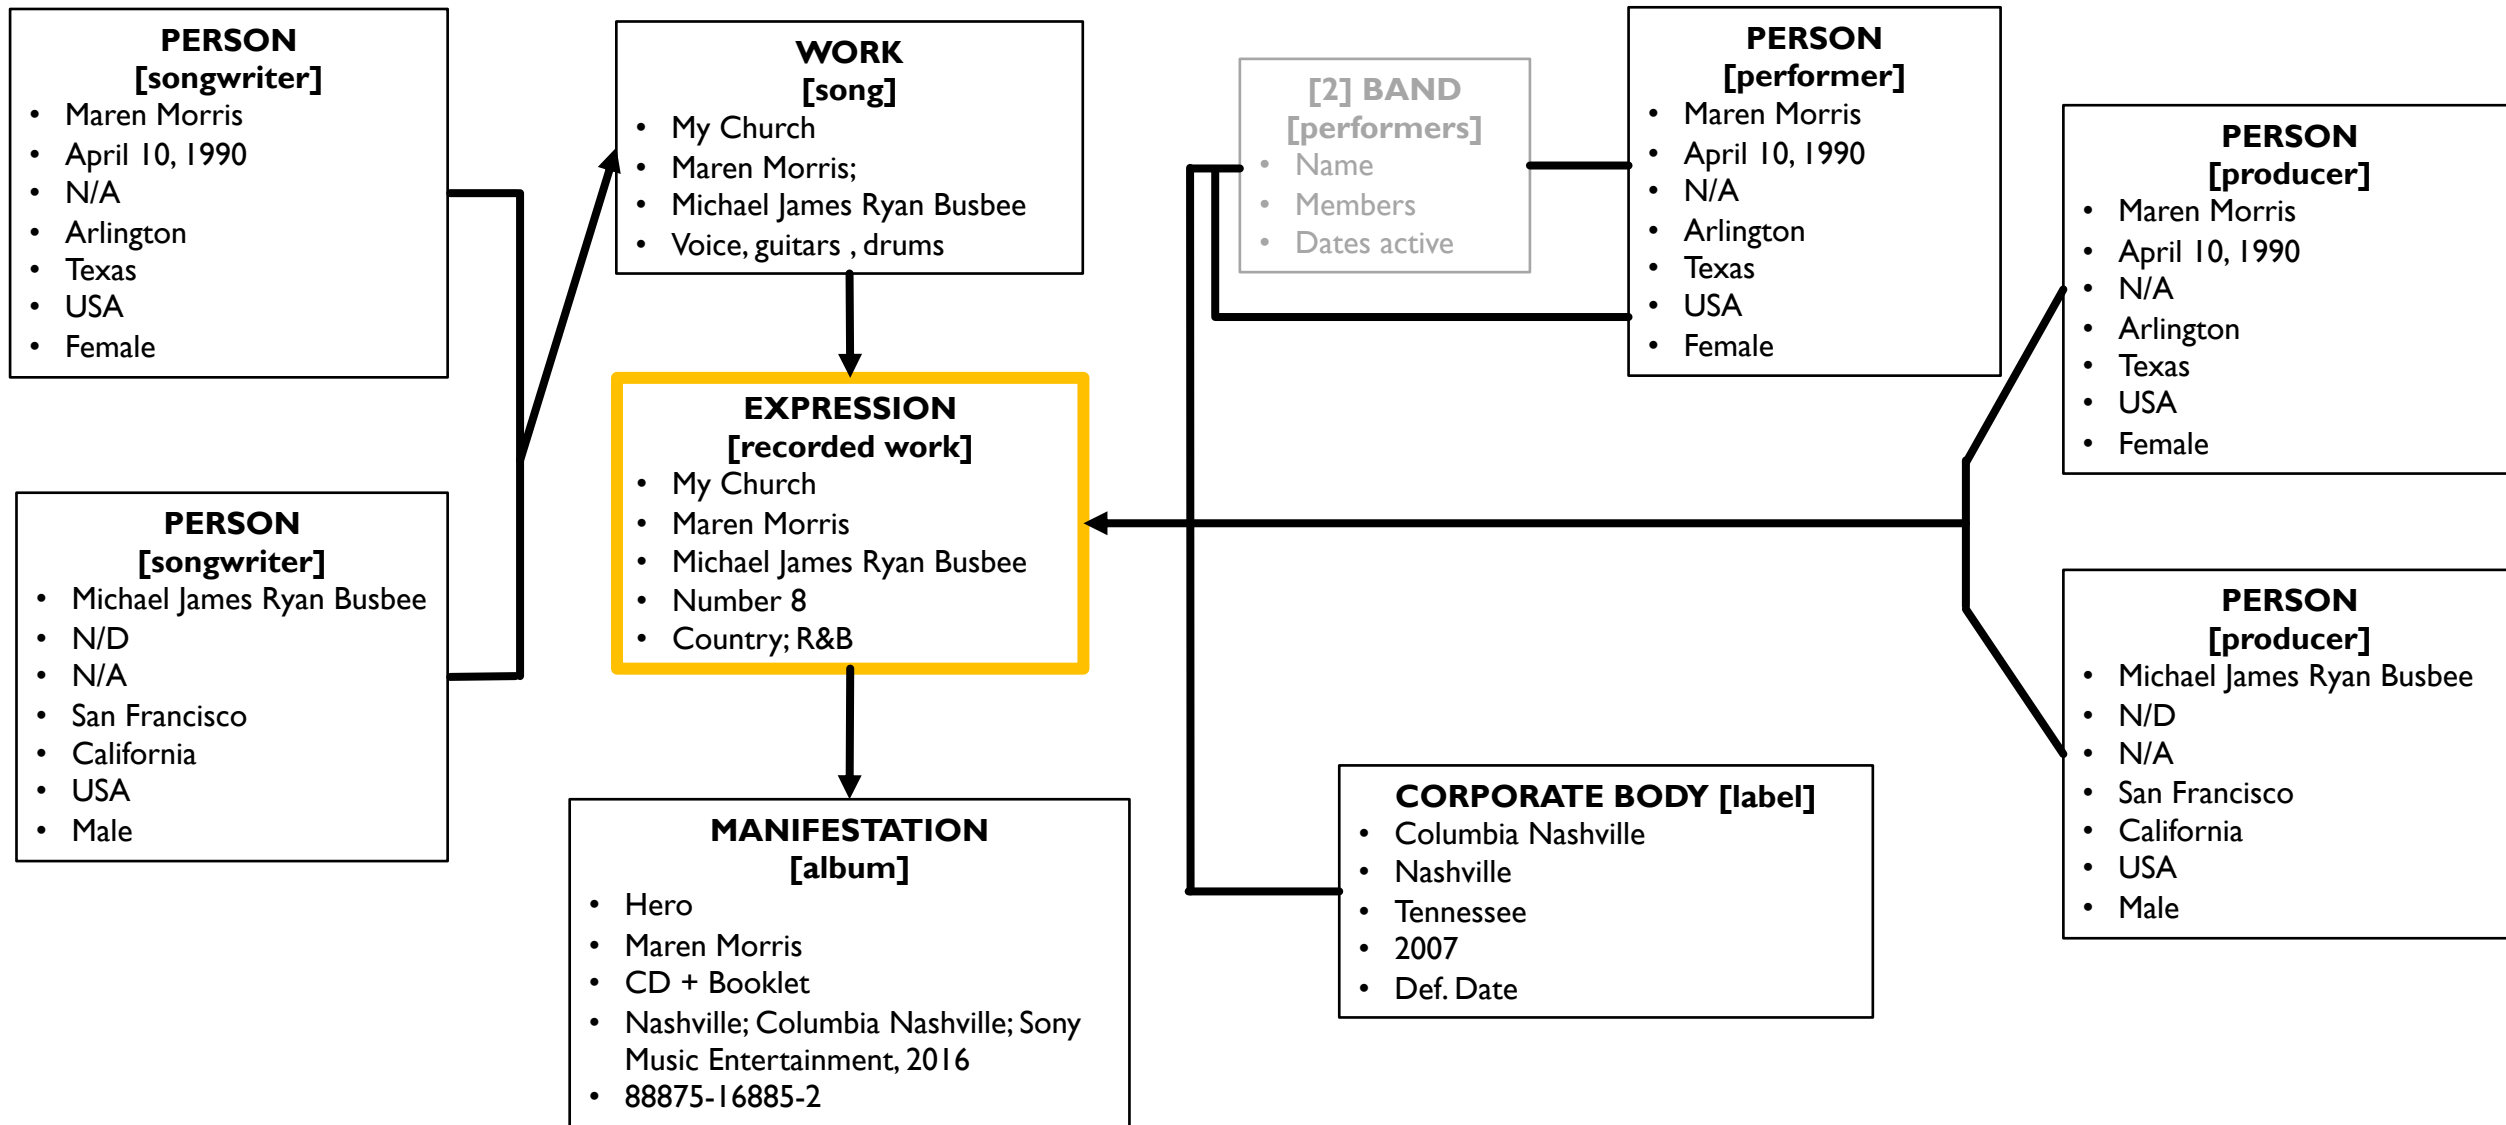 PERSON
[songwriter]
• Maren Morris
• April 10, 1990
• N/A
• Arlington
• Texas
• USA
• Female
PERSON
[songwriter]
• Michael James Ryan Busbee
• N/D
• N/A
• San Francisco
• California
• USA
• Male
WORK
[song]
• My Church
• Maren Morris;
• Michael James Ryan Busbee
• Voice, guitars , drums
EXPRESSION
[recorded work]
• My Church
• Maren Morris
• Michael James Ryan Busbee
• Number 8
• Country; R&B
MANIFESTATION
[album]
• Hero
• Maren Morris
• CD + Booklet
• Nashville; Columbia Nashville; Sony
Music Entertainment, 2016
• 88875-16885-2
[2] BAND
[performers]
• Name
• Members
• Dates active
PERSON
[performer]
• Maren Morris
• April 10, 1990
• N/A
• Arlington
• Texas
• USA
• Female
CORPORATE BODY [label]
• Columbia Nashville
• Nashville
• Tennessee
• 2007
• Def. Date
PERSON
[producer]
• Maren Morris
• April 10, 1990
• N/A
• Arlington
• Texas
• USA
• Female
PERSON
[producer]
• Michael James Ryan Busbee
• N/D
• N/A
• San Francisco
• California
• USA
• Male